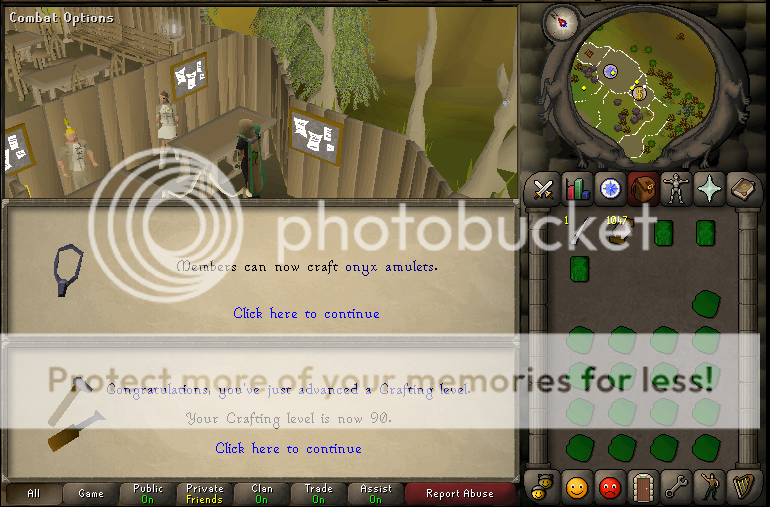 Combat Options
1
1047
photobucket
Members can now craft onyx amulets.
Click here to continue
Protect more of your memories for less!
Congratulations, you've just advanced a Crafting level.
Your Crafting level is now 90.
Click here to continue
All
Game
Public
On
Private
Friends
Clan
On
Trade
On
Assist
On
Report Abuse